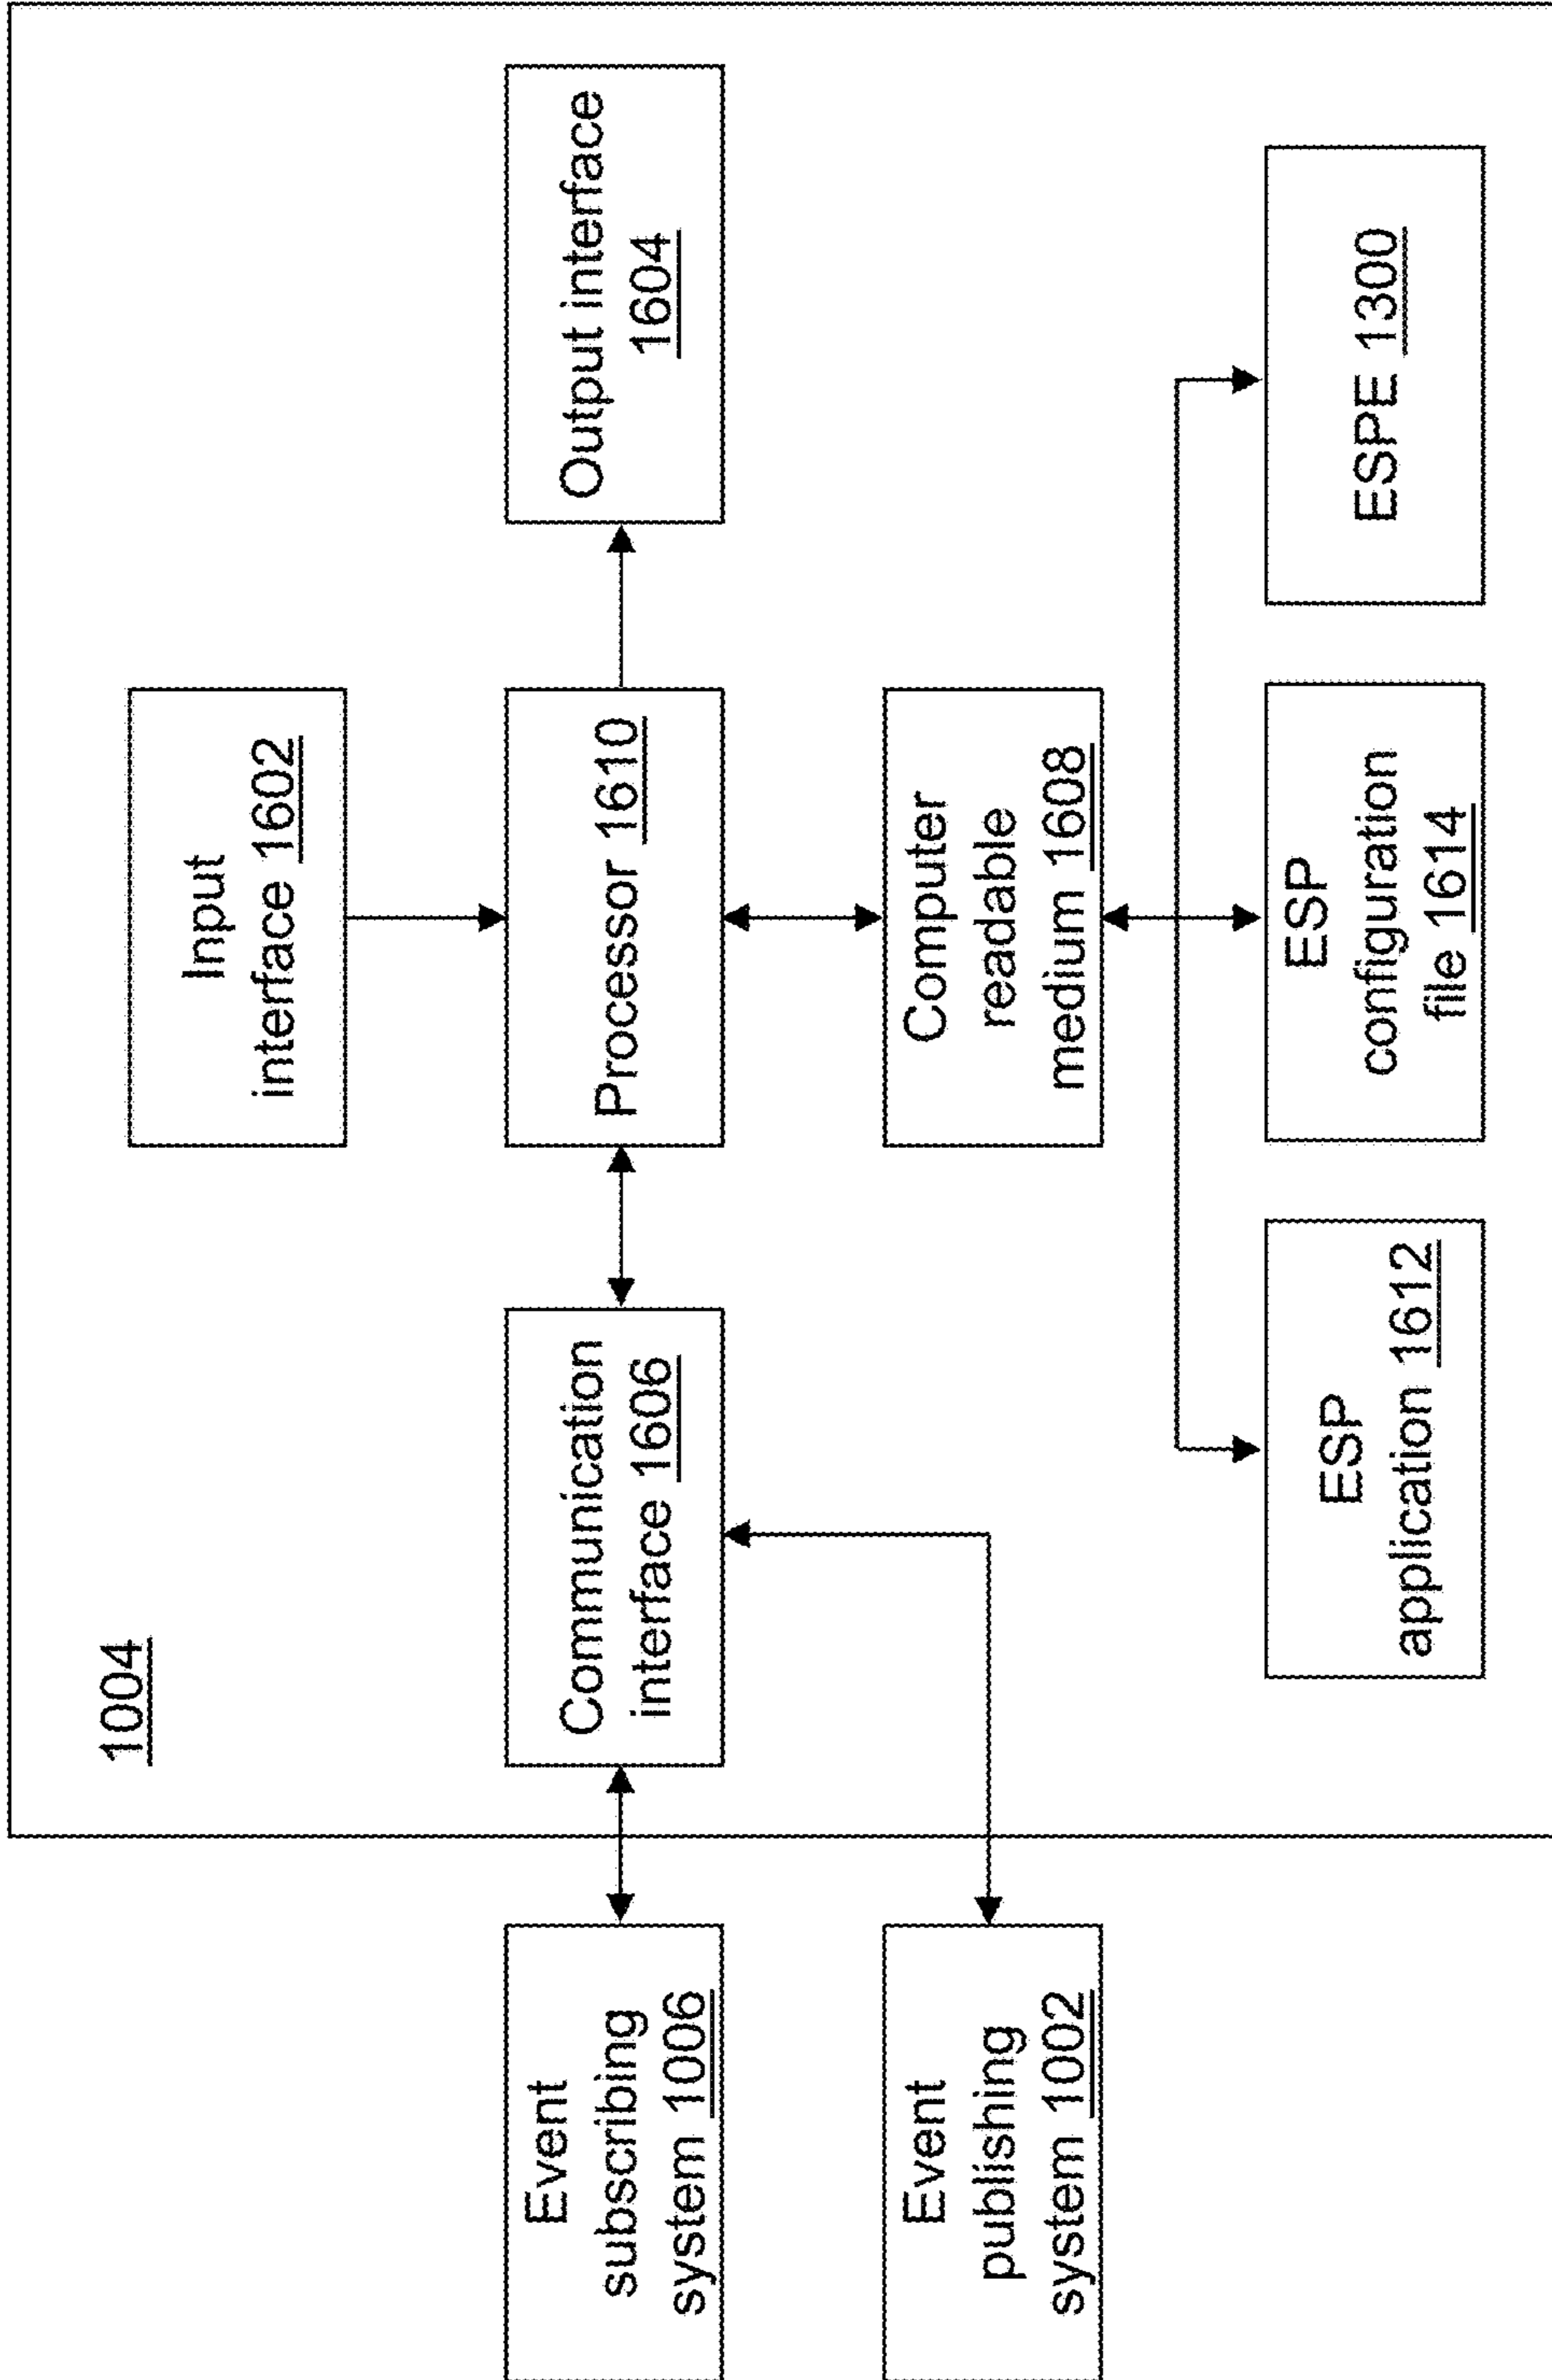 1004
Input
interface 1602
Event
subscribing
system 1006
Communication
interface 1606
Processor 1610
Output interface
1604
Event
publishing
system 1002
Computer
readable
medium 1608
ESP
application 1612
ESP
configuration
file 1614
ESPE 1300